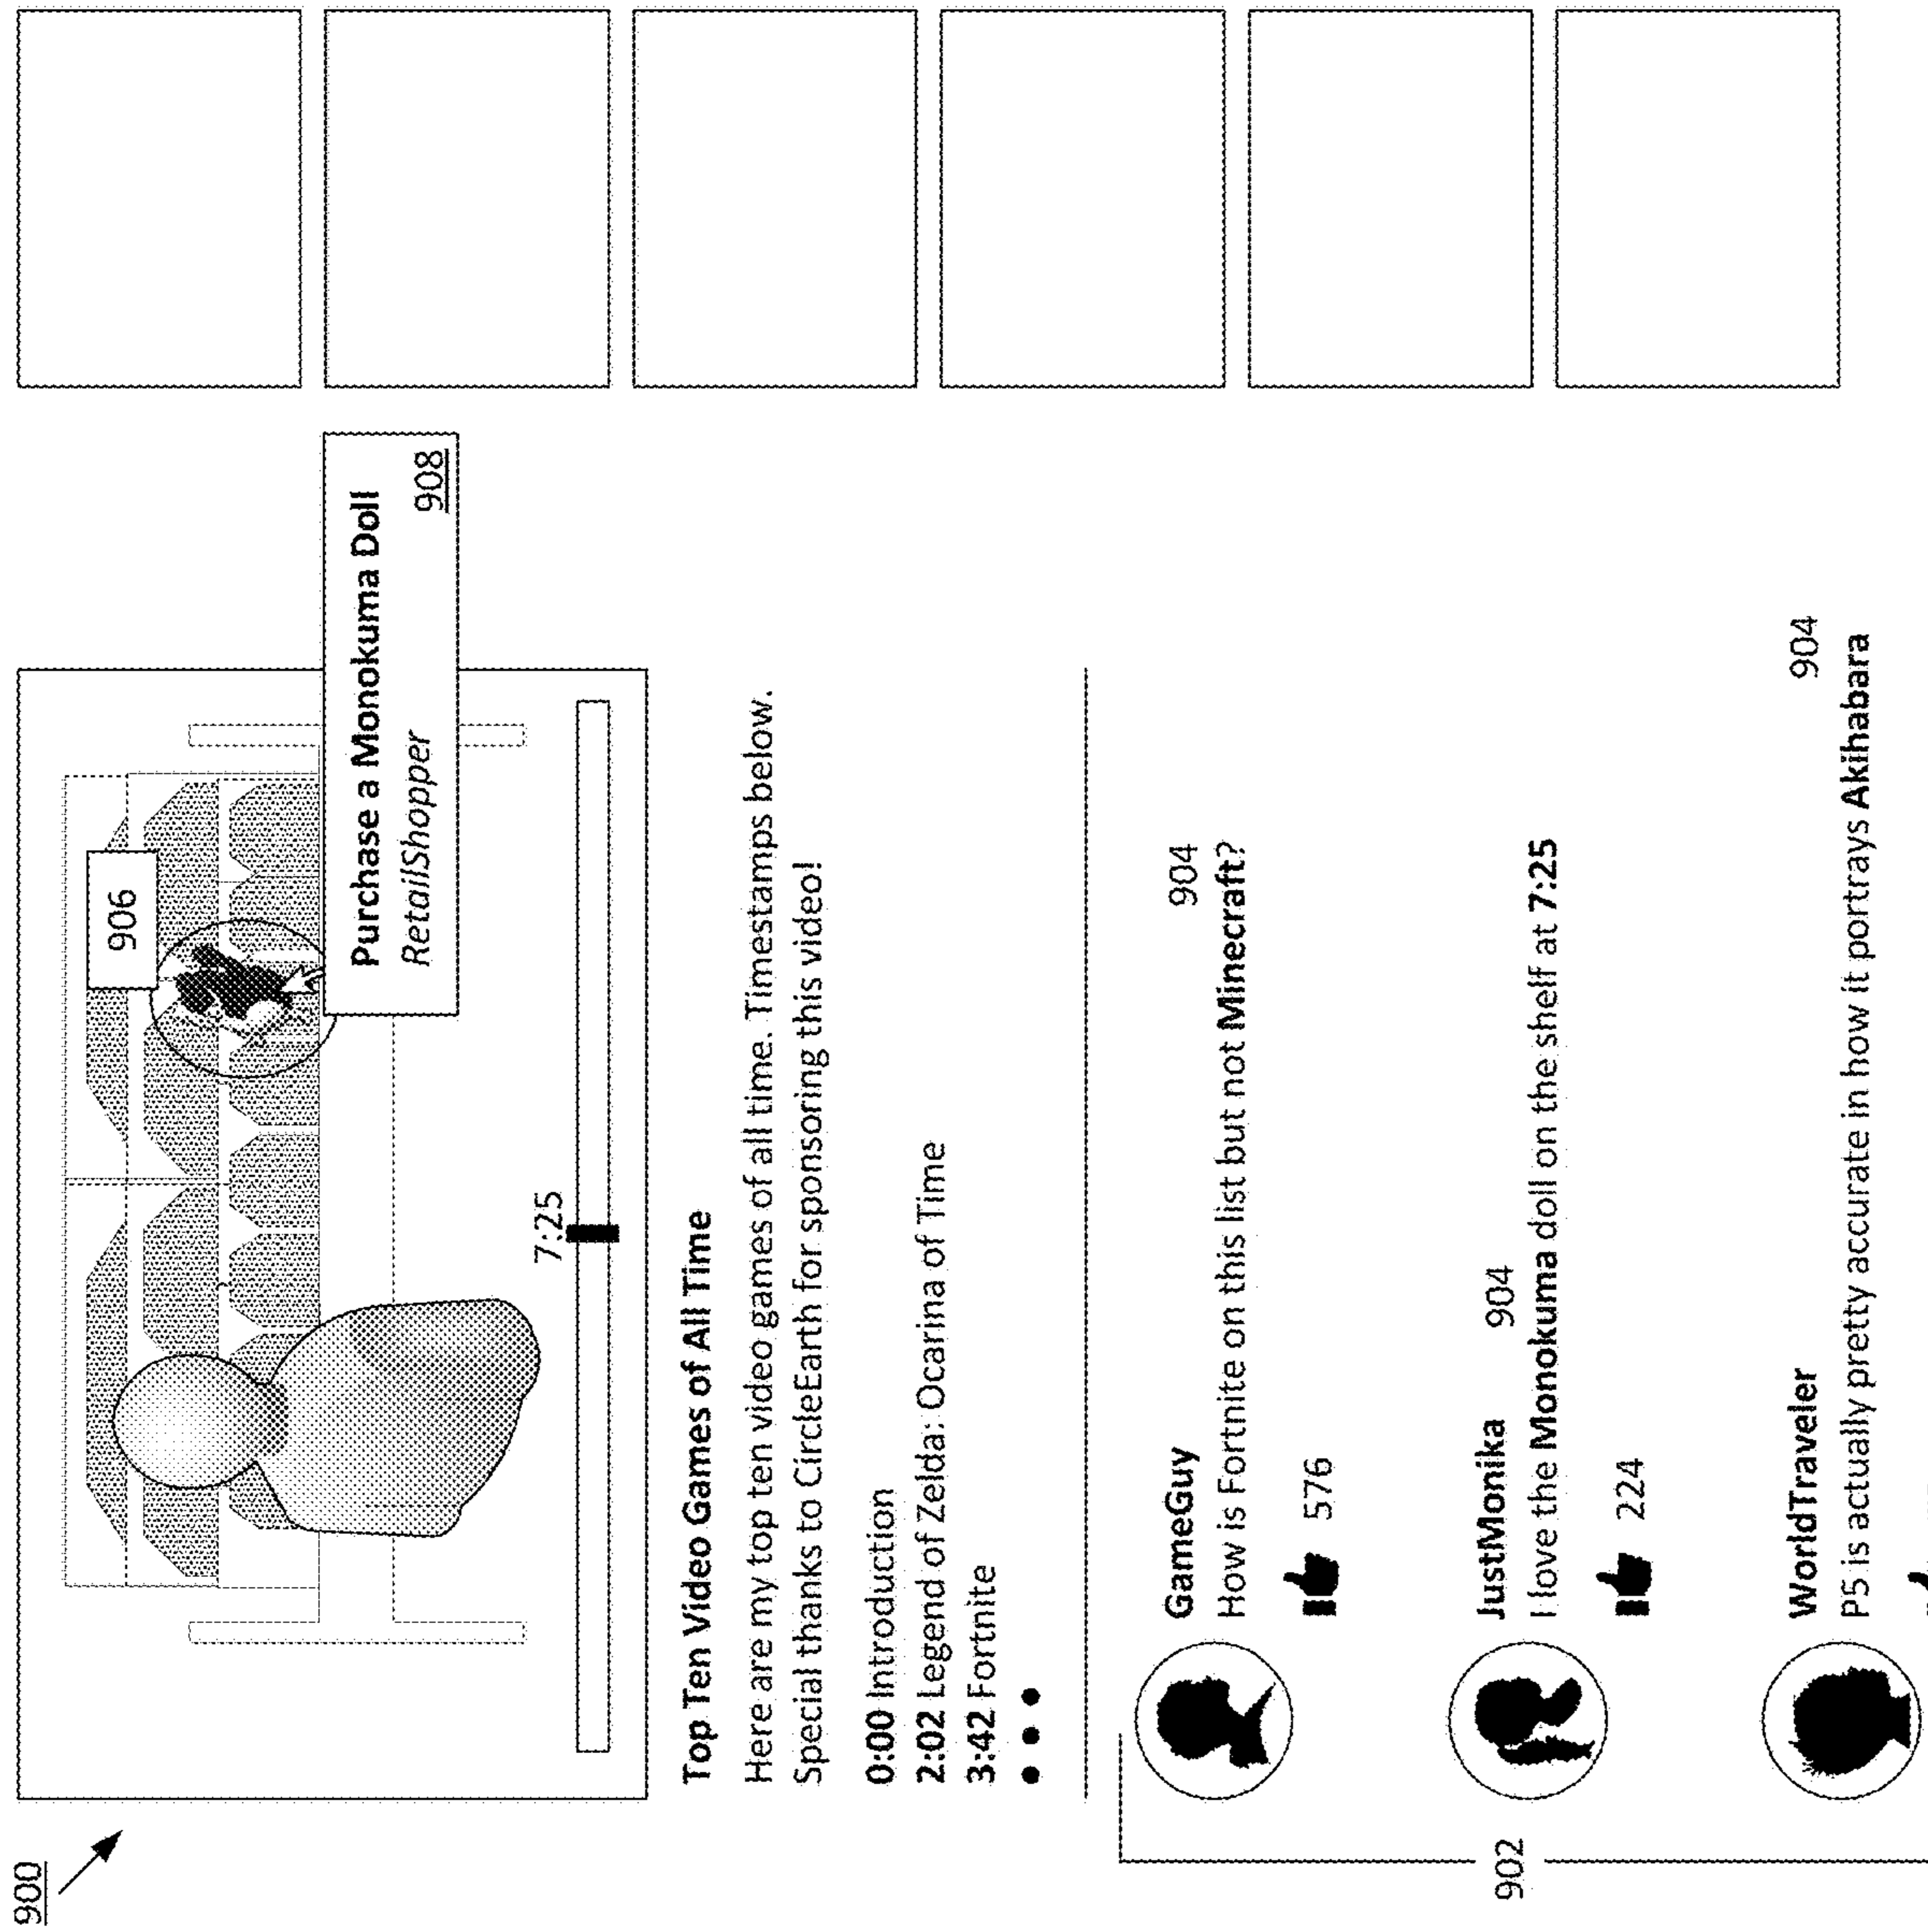 900
906
Purchase a Monokuma Doll
RetailShopper
908
7:25
Top Ten Video Games of All Time
Here are my top ten video games of all time. Timestamps below.
Special thanks to CircleEarth for sponsoring this video!
0:00 Introduction
2:02 Legend of Zelda: Ocarina of Time
3:42 Fortnite
902
GameGuy
904
How is Fortnite on this list but not Minecraft?
576
JustMonika
904
I love the Monokuma doll on the shelf at 7:25
224
WorldTraveler
904
P5 is actually pretty accurate in how it portrays Akihabara